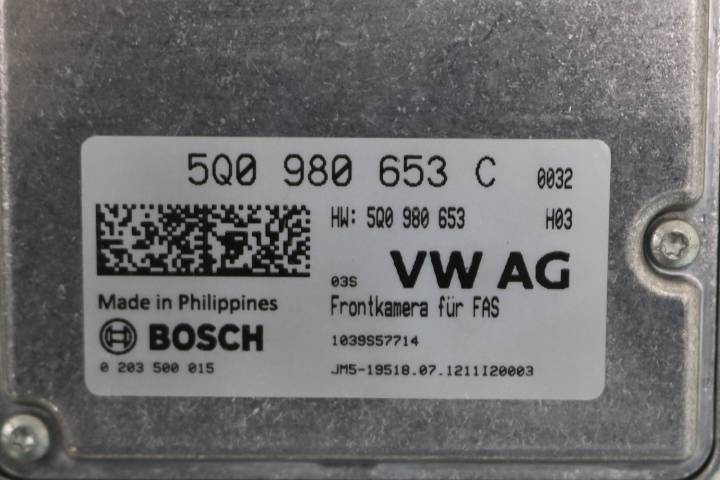 5Q0 980 653 C 0032
HW: 5Q0 980 653 H03
03S VW AG
Made in Philippines
Frontkamera für FAS
BOSCH
1039S57714
0 203 500 015
JM5-19518.07.1211I20003